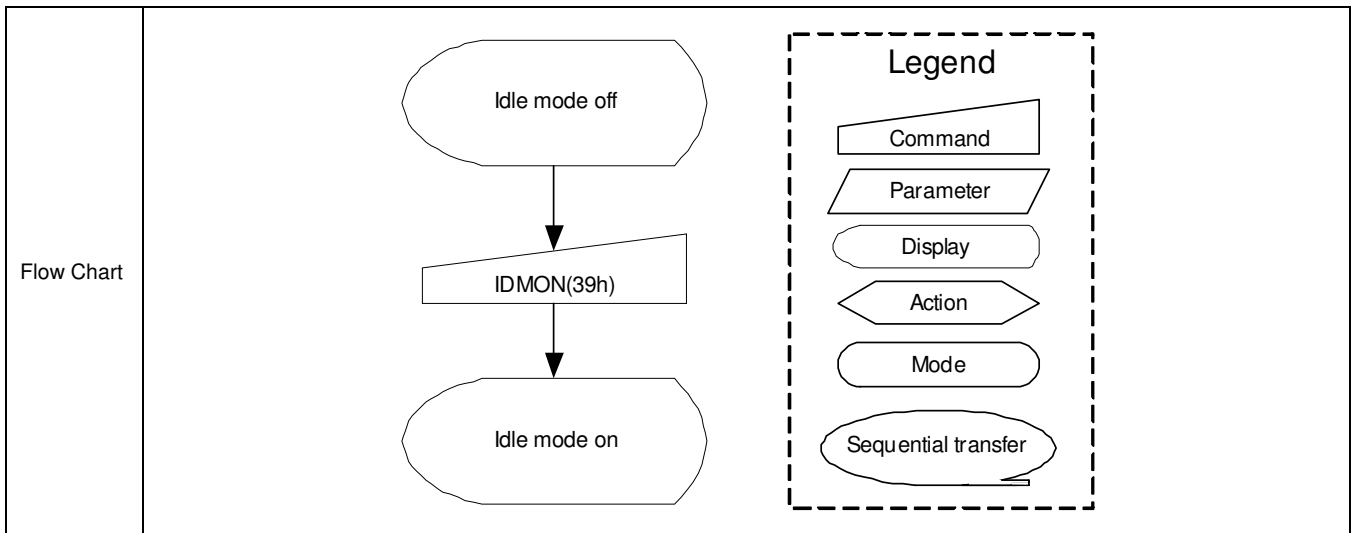 Flow Chart
Idle mode off
IDMON(39h)
Idle mode on
Legend
Command
Parameter
Display
Action
Mode
Sequential transfer